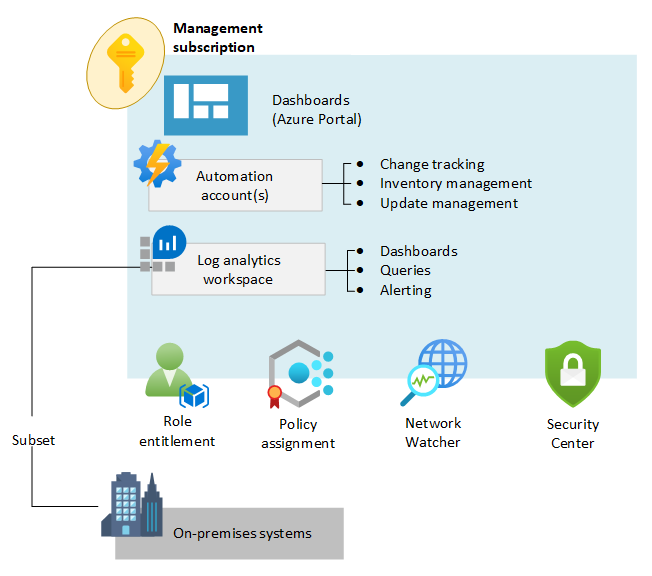 Management
subscription
Dashboards
(Azure Portal)
Automation
account(s)
Change tracking
Inventory management
Update management
Log analytics
workspace
Dashboards
Queries
Alerting
Role
entitlement
Policy
assignment
Network
Watcher
Security
Center
Subset
On-premises systems